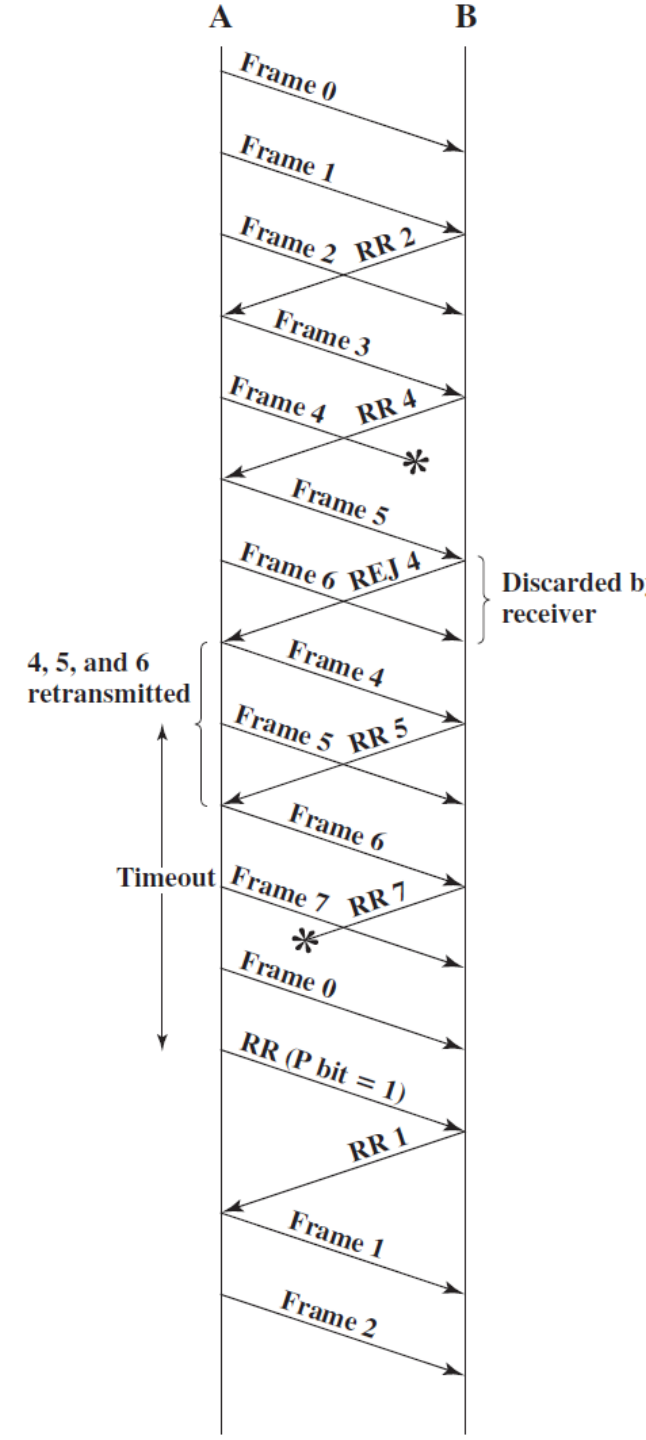 A B
Frame 0
Frame 1
Frame 2 RR 2
Frame 3
Frame 4 RR 4
*
Frame 5
Frame 6 REJ 4
Discarded b
receiver
4, 5, and 6
retransmitted
Frame 4
Frame 5 RR 5
Frame 6
Timeout
Frame 7 RR 7
*
Frame 0
RR (P bit = 1)
RR 1
Frame 1
Frame 2